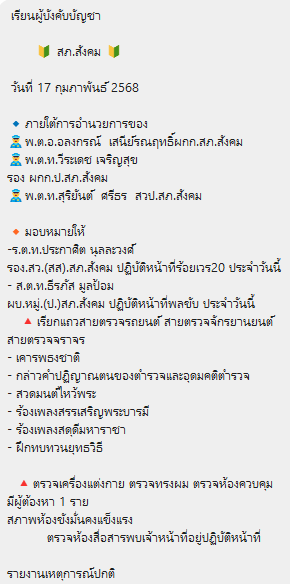 เรียนผู้บังคับบัญชา
🔰 สภ.สังคม 🔰
วันที่ 17 กุมภาพันธ์ 2568
🔹ภายใต้การอำนวยการของ
👮พ.ต.อ.อลงกรณ์ เสนีย์รณฤทธิ์ผกก.สภ.สังคม
👮พ.ต.ท.วีระเดช เจริญสุข
รอง ผกก.ป.สภ.สังคม
👮พ.ต.ท.สุริยันต์ ศรีธร สวป.สภ.สังคม
🔸มอบหมายให้
-ร.ต.ท.ประกาศิต นุลละวงศ์
รอง.สว.(สส).สภ.สังคม ปฏิบัติหน้าที่ร้อยเวร20 ประจำวันนี้
- ส.ต.ท.ธีรภัส มูลป้อม
ผบ.หมู่.(ป.)สภ.สังคม ปฏิบัติหน้าที่พลขับ ประจำวันนี้
🔺เรียกแถวสายตรวจรถยนต์ สายตรวจจักรยานยนต์
สายตรวจจราจร
- เคารพธงชาติ
- กล่าวคำปฏิญาณตนของตำรวจและอุดมคติตำรวจ
- สวดมนต์ไหว้พระ
- ร้องเพลงสรรเสริญพระบารมี
- ร้องเพลงสดุดีมหาราชา
- ฝึกทบทวนยุทธวิธี
🔺ตรวจเครื่องแต่งกาย ตรวจทรงผม ตรวจห้องควบคุม
มีผู้ต้องหา 1 ราย
สภาพห้องขังมั่นคงแข็งแรง
ตรวจห้องสื่อสารพบเจ้าหน้าที่อยู่ปฏิบัติหน้าที่
รายงานเหตุการณ์ปกติ